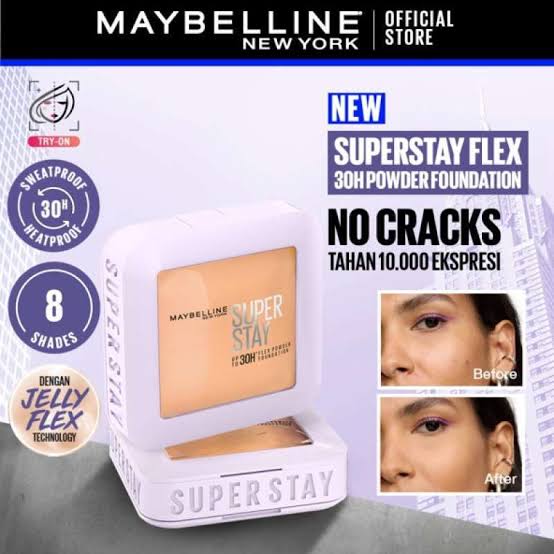 MAYBELLINE
NEW YORK
OFFICIAL
STORE
TRY-ON
NEW
SUPERSTAY FLEX
30H POWDER FOUNDATION
SWEATPROOF
30H
HEATPROOF
NO CRACKS
TAHAN 10.000 EKSPRESI
8
SHADES
MAYBELLINE
NEW YORK
SUPER
STAY
UP TO 30H FLEX POWDER
FOUNDATION
SUPER STAY
Before
DENGAN
JELLY
FLEX
TECHNOLOGY
After
SUPER STAY